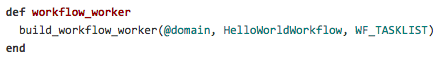 def workflow_worker
  build_workflow_worker(@domain, HelloWorldWorkflow, WF_TASKLIST)
end